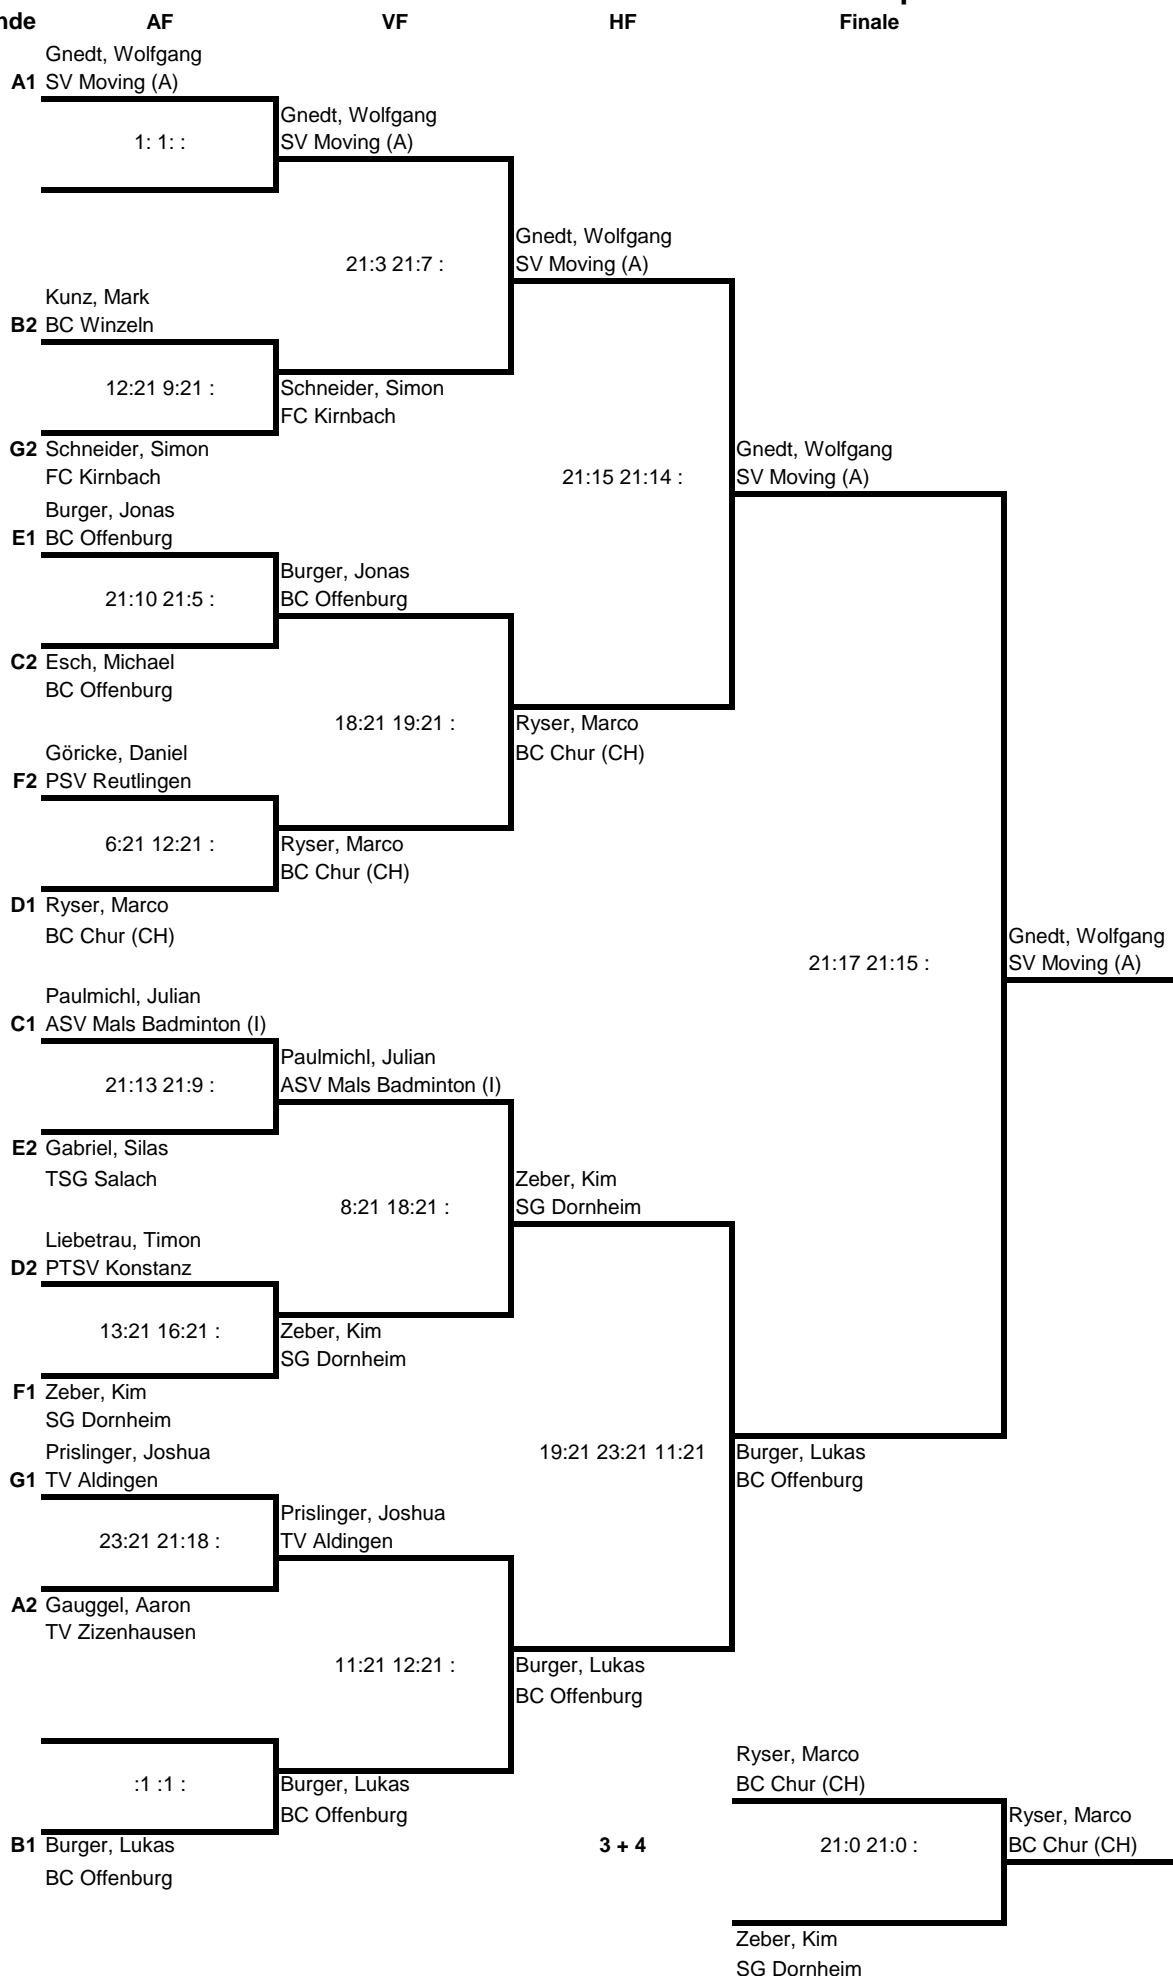 nde AF VF HF Finale
Gnedt, Wolfgang
A1 SV Moving (A)
Gnedt, Wolfgang
1: 1: : SV Moving (A)
Gnedt, Wolfgang
21:3 21:7 : SV Moving (A)
Kunz, Mark
B2 BC Winzeln
12:21 9:21 : Schneider, Simon
FC Kirnbach
G2 Schneider, Simon Gnedt, Wolfgang
FC Kirnbach 21:15 21:14 : SV Moving (A)
Burger, Jonas
E1 BC Offenburg
Burger, Jonas
21:10 21:5 : BC Offenburg
C2 Esch, Michael
BC Offenburg
18:21 19:21 : Ryser, Marco
Göricke, Daniel BC Chur (CH)
F2 PSV Reutlingen
6:21 12:21 : Ryser, Marco
BC Chur (CH)
D1 Ryser, Marco
BC Chur (CH) Gnedt, Wolfgang
21:17 21:15 : SV Moving (A)
Paulmichl, Julian
C1 ASV Mals Badminton (I)
Paulmichl, Julian
21:13 21:9 : ASV Mals Badminton (I)
E2 Gabriel, Silas
TSG Salach Zeber, Kim
8:21 18:21 : SG Dornheim
Liebetrau, Timon
D2 PTSV Konstanz
13:21 16:21 : Zeber, Kim
SG Dornheim
F1 Zeber, Kim
SG Dornheim
Prislinger, Joshua 19:21 23:21 11:21 Burger, Lukas
G1 TV Aldingen BC Offenburg
Prislinger, Joshua
23:21 21:18 : TV Aldingen
A2 Gauggel, Aaron
TV Zizenhausen
11:21 12:21 : Burger, Lukas
BC Offenburg
Ryser, Marco
:1 :1 : Burger, Lukas BC Chur (CH)
BC Offenburg Ryser, Marco
B1 Burger, Lukas 3 + 4 21:0 21:0 : BC Chur (CH)
BC Offenburg
Zeber, Kim
SG Dornheim